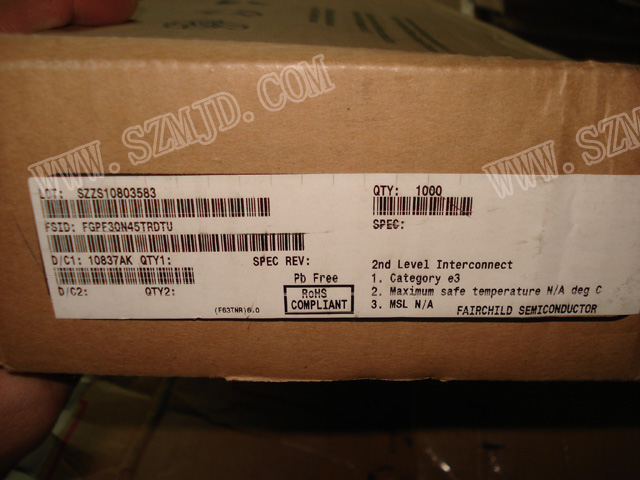 WWW.SZMJD.COM
WWW.SZM
LOT: SZZS10803583
QTY: 1000
FSID: FGPF30N45TRDTU
SPEC:
D/C1: 10837AK QTY1:
SPEC REV:
D/C2: QTY2:
Pb Free
RoHS
COMPLIANT
(F63TNR)6.0
2nd Level Interconnect
1. Category e3
2. Maximum safe temperature N/A deg C
3. MSL N/A
FAIRCHILD SEMICONDUCTOR